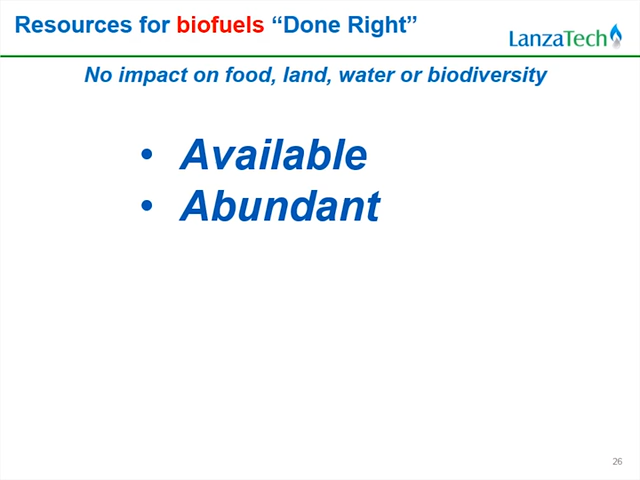 Resources for biofuels “Done Right”
LanzaTech
No impact on food, land, water or biodiversity
• Available
• Abundant
26